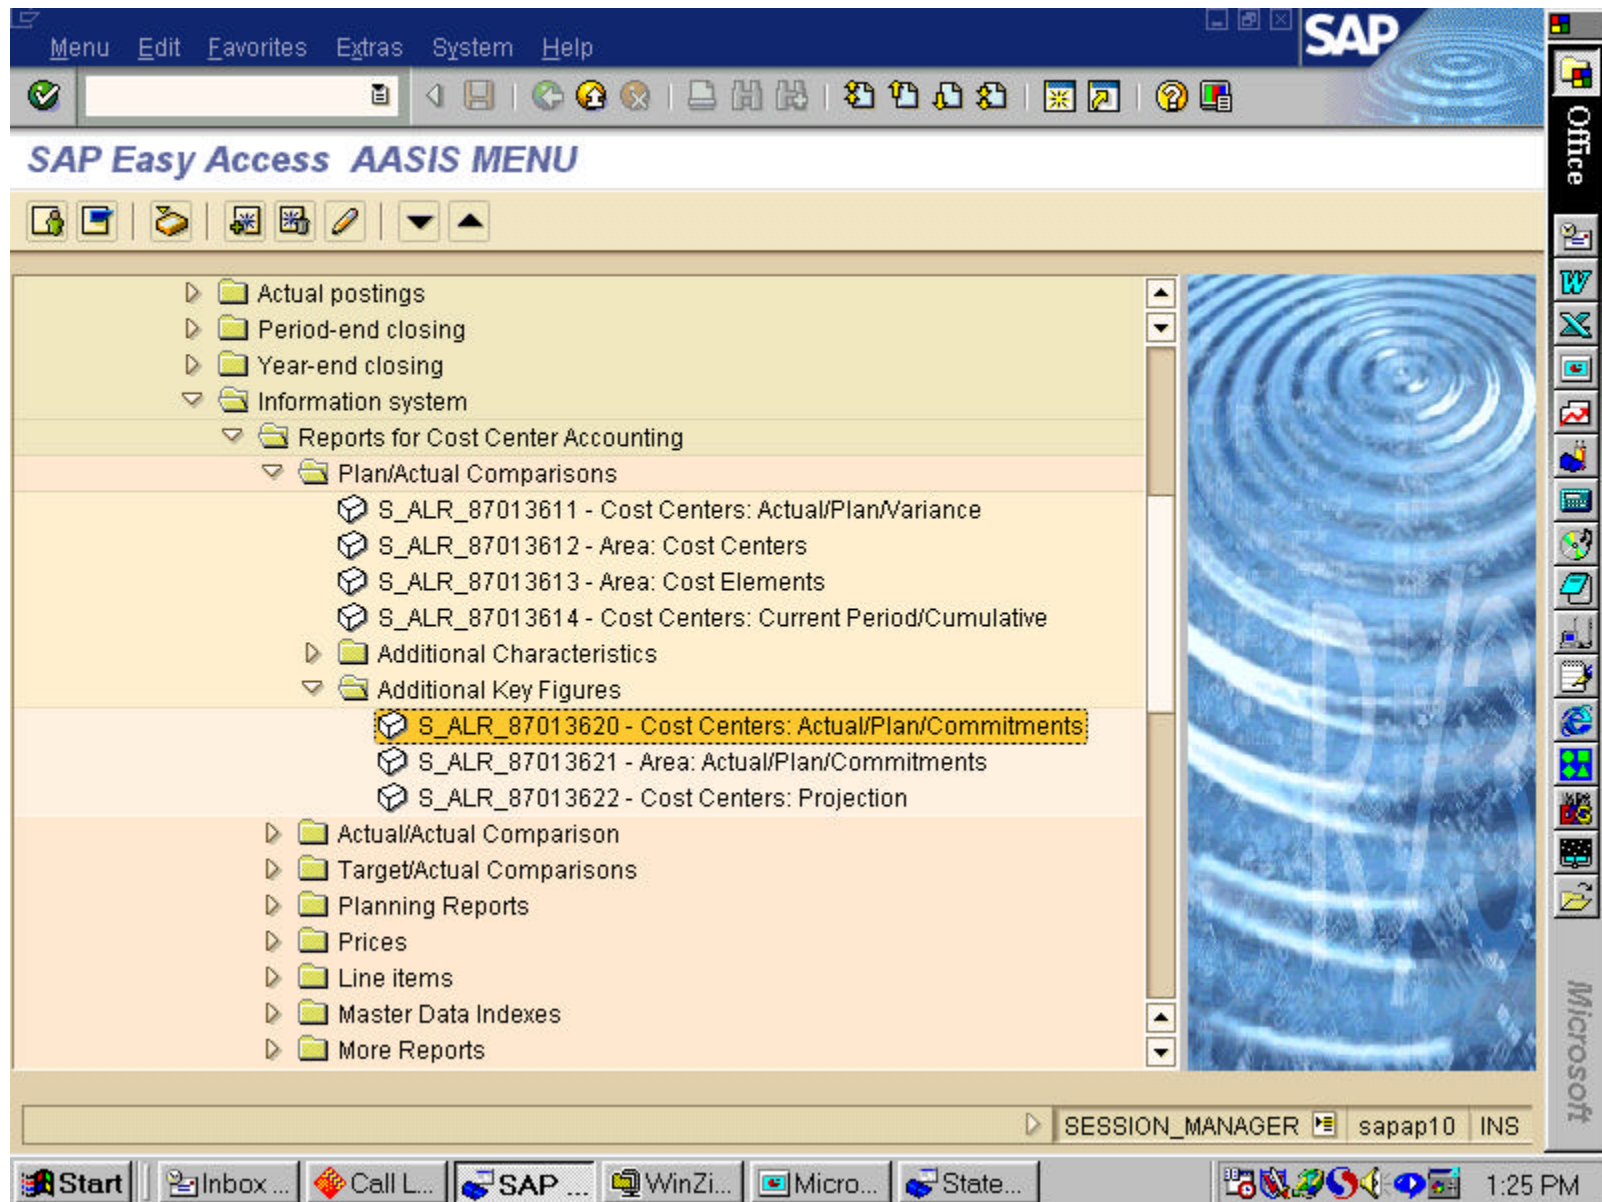 Menu Edit Favorites Extras System Help
SAP
SAP Easy Access AASIS MENU
Actual postings
Period-end closing
Year-end closing
Information system
Reports for Cost Center Accounting
Plan/Actual Comparisons
S_ALR_87013611 - Cost Centers: Actual/Plan/Variance
S_ALR_87013612 - Area: Cost Centers
S_ALR_87013613 - Area: Cost Elements
S_ALR_87013614 - Cost Centers: Current Period/Cumulative
Additional Characteristics
Additional Key Figures
S_ALR_87013620 - Cost Centers: Actual/Plan/Commitments
S_ALR_87013621 - Area: Actual/Plan/Commitments
S_ALR_87013622 - Cost Centers: Projection
Actual/Actual Comparison
Target/Actual Comparisons
Planning Reports
Prices
Line items
Master Data Indexes
More Reports
SESSION_MANAGER sapap10 INS
Office
Microsoft
Start Inbox ... Call L... SAP ... WinZi... Micro... State... 1:25 PM